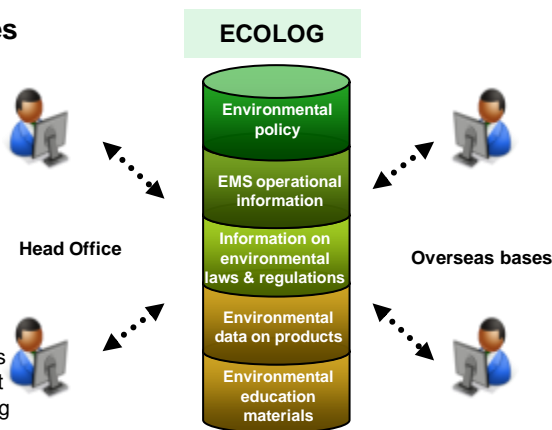 es
ECOLOG
Environmental
policy
EMS operational
information
Information on
environmental
laws & regulations
Environmental
data on products
Environmental
education
materials
Head Office
Overseas bases
s
t
g